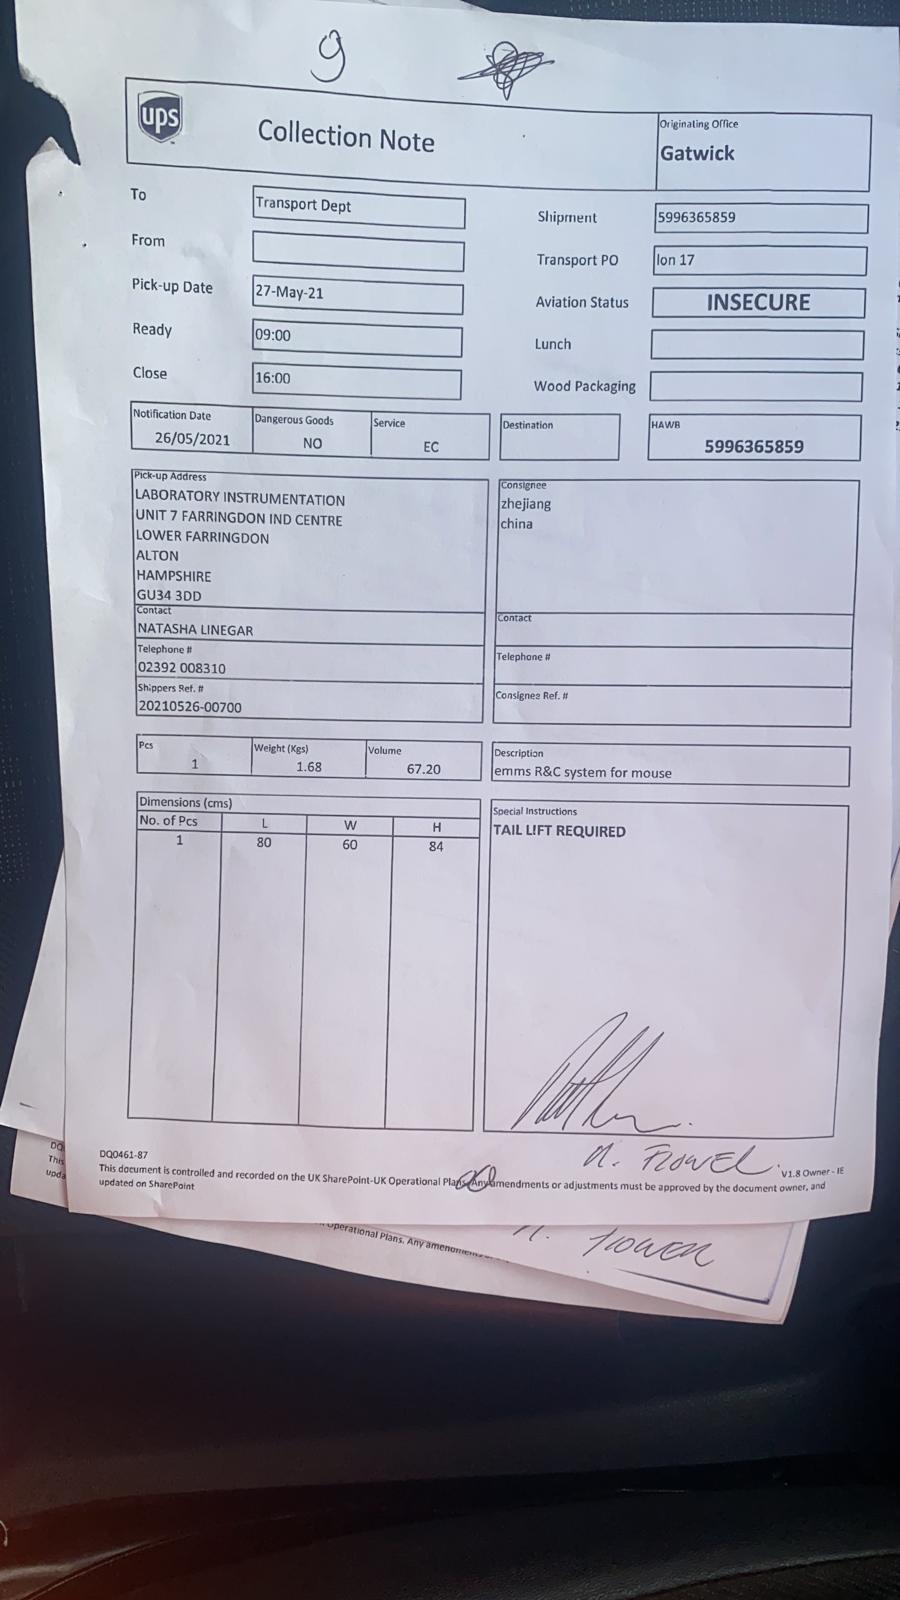 9
ups
Collection Note
Originating Office
Gatwick
To
Transport Dept
From
Pick-up Date
27-May-21
Ready
09:00
Close
16:00
Shipment
5996365859
Transport PO
lon 17
Aviation Status
INSECURE
Lunch
Wood Packaging
Notification Date
26/05/2021
Dangerous Goods
NO
Service
EC
Destination
HAWB
5996365859
Pick-up Address
LABORATORY INSTRUMENTATION
UNIT 7 FARRINGDON IND CENTRE
LOWER FARRINGDON
ALTON
HAMPSHIRE
GU34 3DD
Contact
NATASHA LINEGAR
Telephone #
02392 008310
Shippers Ref. #
20210526-00700
Consignee
zhejiang
china
Contact
Telephone #
Consignee Ref. #
Pcs
1
Weight (Kgs)
1.68
Volume
67.20
Description
emms R&C system for mouse
Dimensions (cms)
No. of Pcs L W H
1 80 60 84
Special Instructions
TAIL LIFT REQUIRED
DQ0461-87
V1.8 Owner - IE
This document is controlled and recorded on the UK SharePoint-UK Operational Plans. Any amendments or adjustments must be approved by the document owner, and
updated on SharePoint
DQ
This
upda
Operational Plans. Any